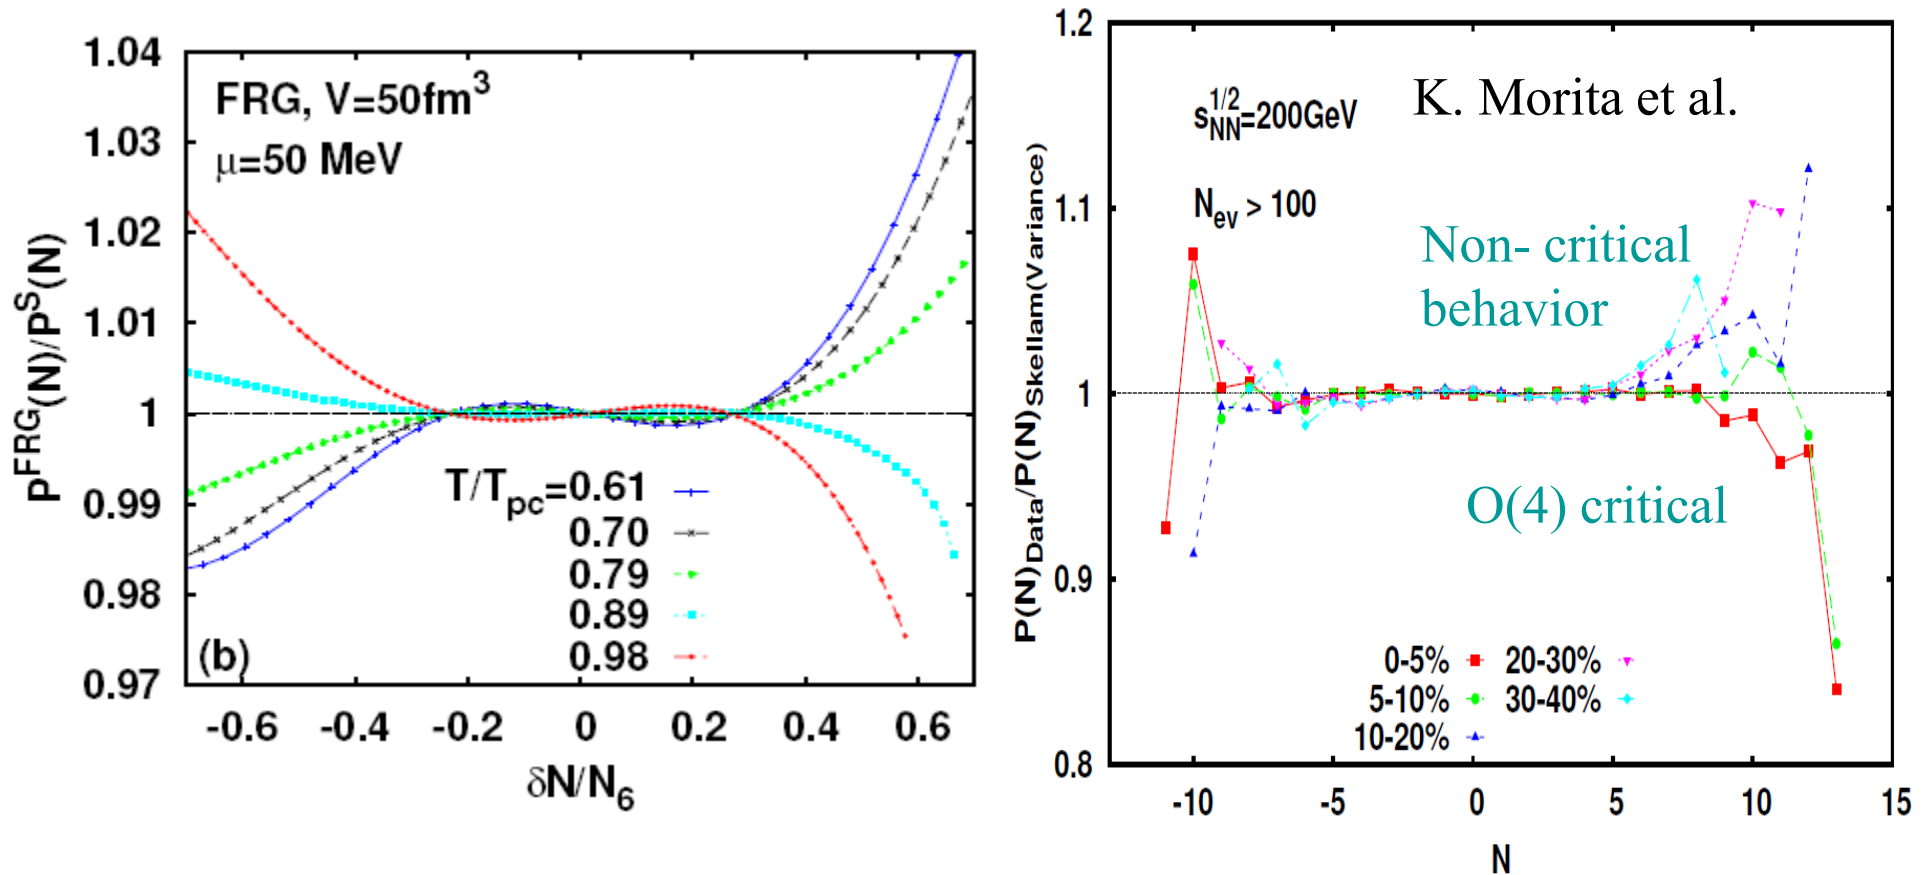 1.04
1.03
1.02
1.01
1
0.99
0.98
0.97
P^FRG(N)/P^S(N)
FRG, V=50fm^3
μ=50 MeV
T/T_pc=0.61
0.70
0.79
0.89
0.98
(b)
-0.6 -0.4 -0.2 0 0.2 0.4 0.6
δN/N_6
1.2
1.1
1
0.9
0.8
P(N)_Data/P(N)_Skellam(Variance)
s_NN^1/2=200GeV
K. Morita et al.
N_ev > 100
Non- critical
behavior
O(4) critical
0-5% 20-30%
5-10% 30-40%
10-20%
-10 -5 0 5 10 15
N